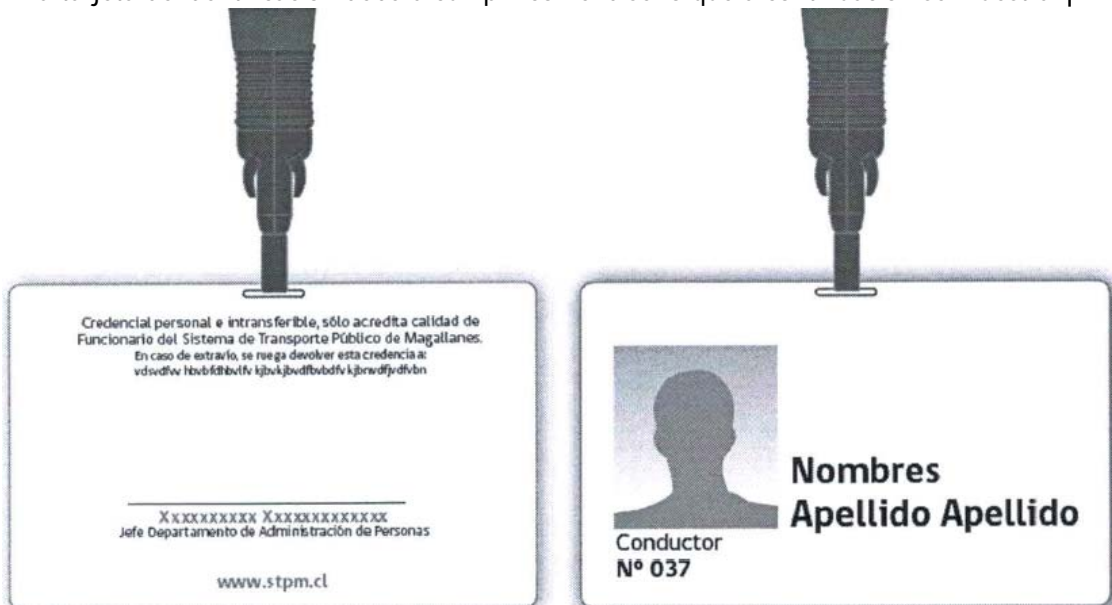 Credencial personal e intransferible, sólo acredita calidad de
Funcionario del Sistema de Transporte Público de Magallanes.
En caso de extravío, se ruega devolver esta credencial a:
Xxxxxxxxxx Xxxxxxxxxxxxx
Jefe Departamento de Administración de Personas
www.stpm.cl
Nombres
Apellido Apellido
Conductor
Nº 037